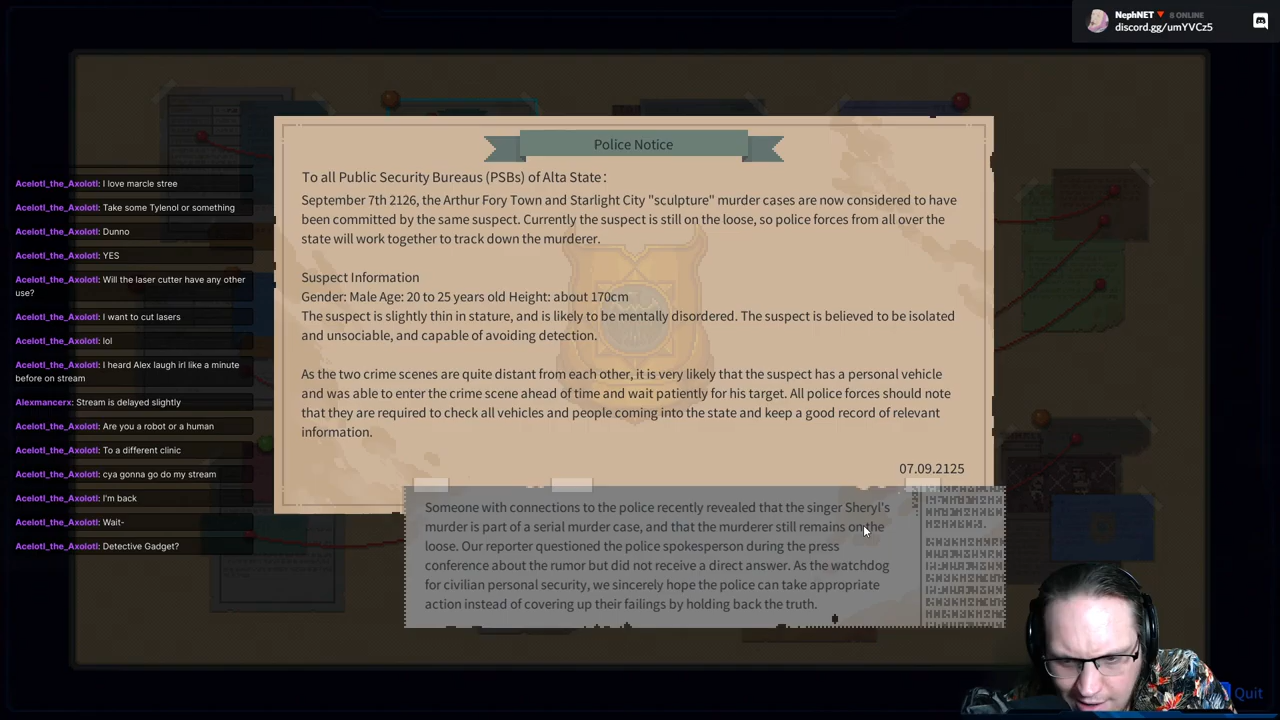 NephNET 8 ONLINE
discord.gg/umYVCz5
Police Notice
To all Public Security Bureaus (PSBs) of Alta State:
September 7th 2126, the Arthur Fory Town and Starlight City "sculpture" murder cases are now considered to have
been committed by the same suspect. Currently the suspect is still on the loose, so police forces from all over the
state will work together to track down the murderer.
Suspect Information
Gender: Male Age: 20 to 25 years old Height: about 170cm
The suspect is slightly thin in stature, and is likely to be mentally disordered. The suspect is believed to be isolated
and unsociable, and capable of avoiding detection.
As the two crime scenes are quite distant from each other, it is very likely that the suspect has a personal vehicle
and was able to enter the crime scene ahead of time and wait patiently for his target. All police forces should note
that they are required to check all vehicles and people coming into the state and keep a good record of relevant
information.
07.09.2125
Someone with connections to the police recently revealed that the singer Sheryl's
murder is part of a serial murder case, and that the murderer still remains on the
loose. Our reporter questioned the police spokesperson during the press
conference about the rumor but did not receive a direct answer. As the watchdog
for civilian personal security, we sincerely hope the police can take appropriate
action instead of covering up their failings by holding back the truth.
Acelotl_the_Axolotl: I love marcle stree
Acelotl_the_Axolotl: Take some Tylenol or something
Acelotl_the_Axolotl: Dunno
Acelotl_the_Axolotl: YES
Acelotl_the_Axolotl: Will the laser cutter have any other
use?
Acelotl_the_Axolotl: I want to cut lasers
Acelotl_the_Axolotl: lol
Acelotl_the_Axolotl: I heard Alex laugh irl like a minute
before on stream
Alexmancerx: Stream is delayed slightly
Acelotl_the_Axolotl: Are you a robot or a human
Acelotl_the_Axolotl: To a different clinic
Acelotl_the_Axolotl: cya gonna go do my stream
Acelotl_the_Axolotl: I'm back
Acelotl_the_Axolotl: Wait-
Acelotl_the_Axolotl: Detective Gadget?
Quit